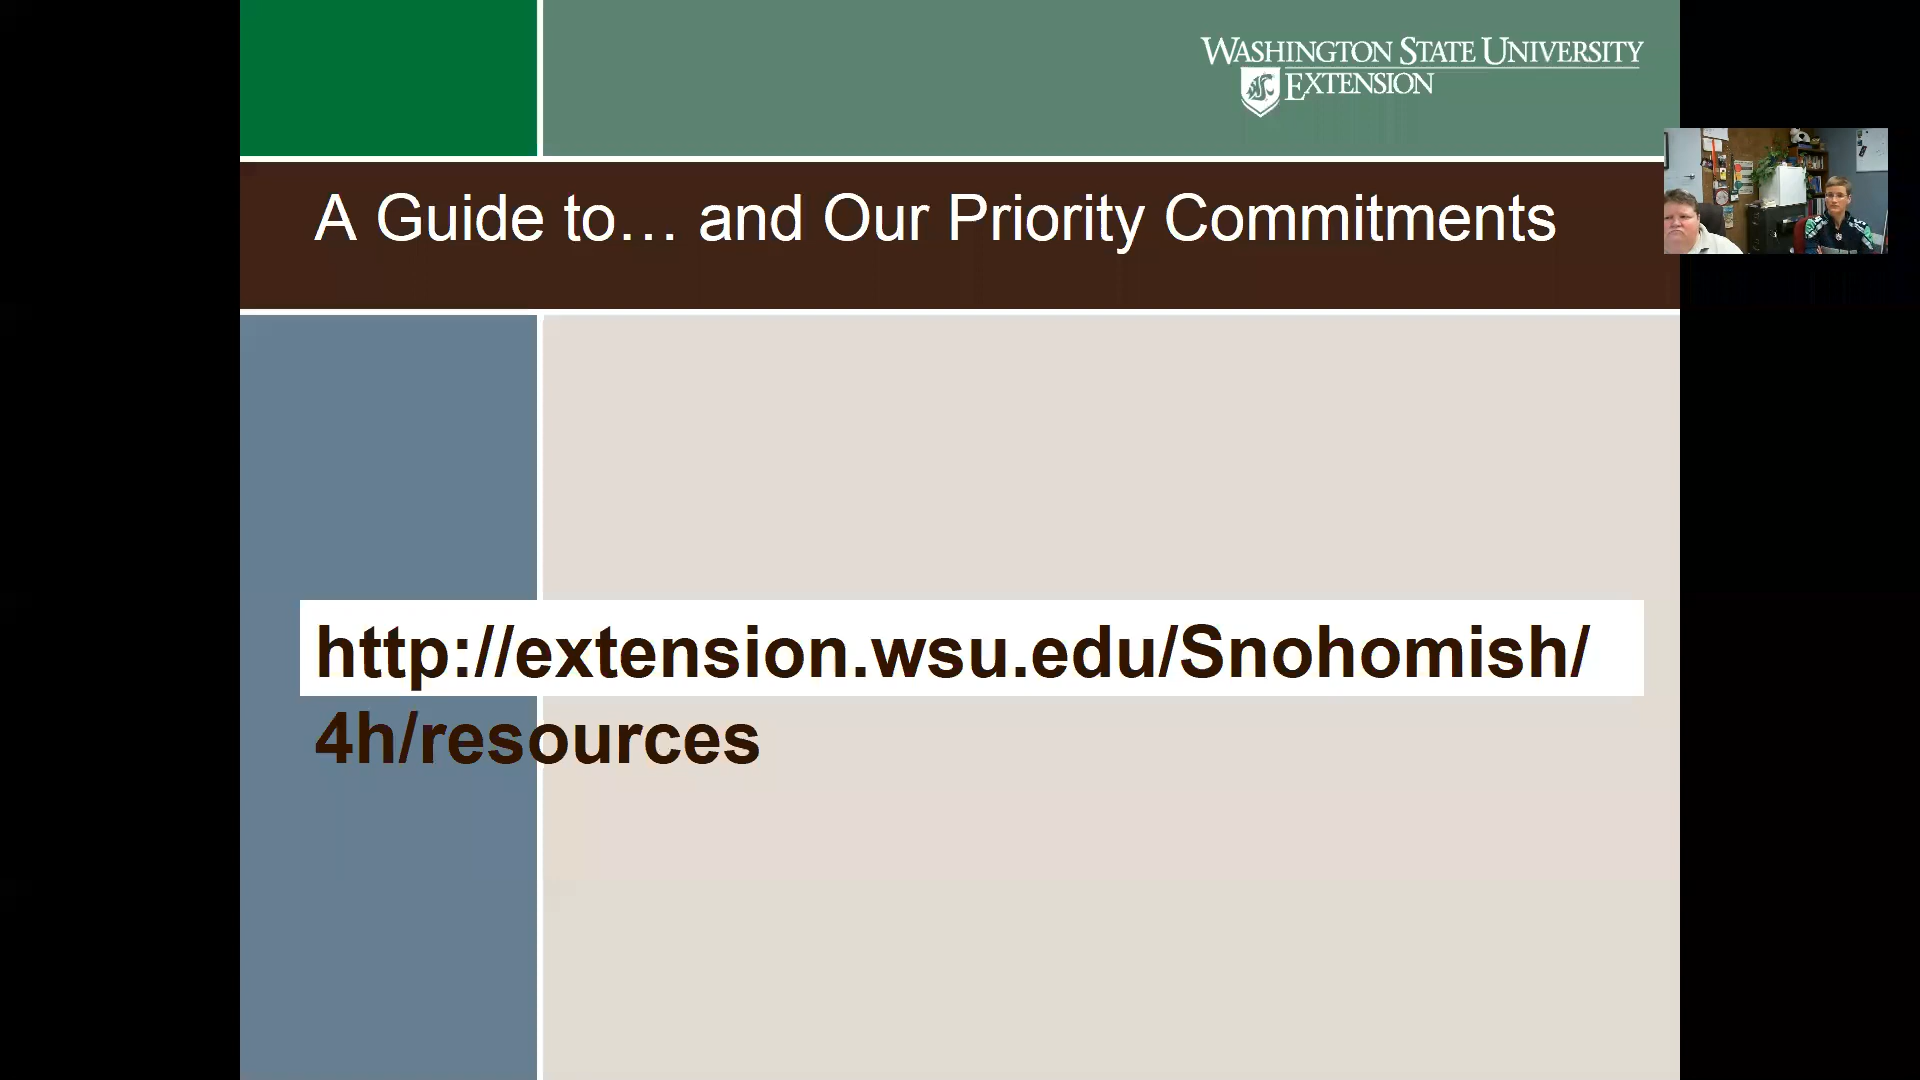 WASHINGTON STATE UNIVERSITY
EXTENSION
A Guide to… and Our Priority Commitments
http://extension.wsu.edu/Snohomish/
4h/resources